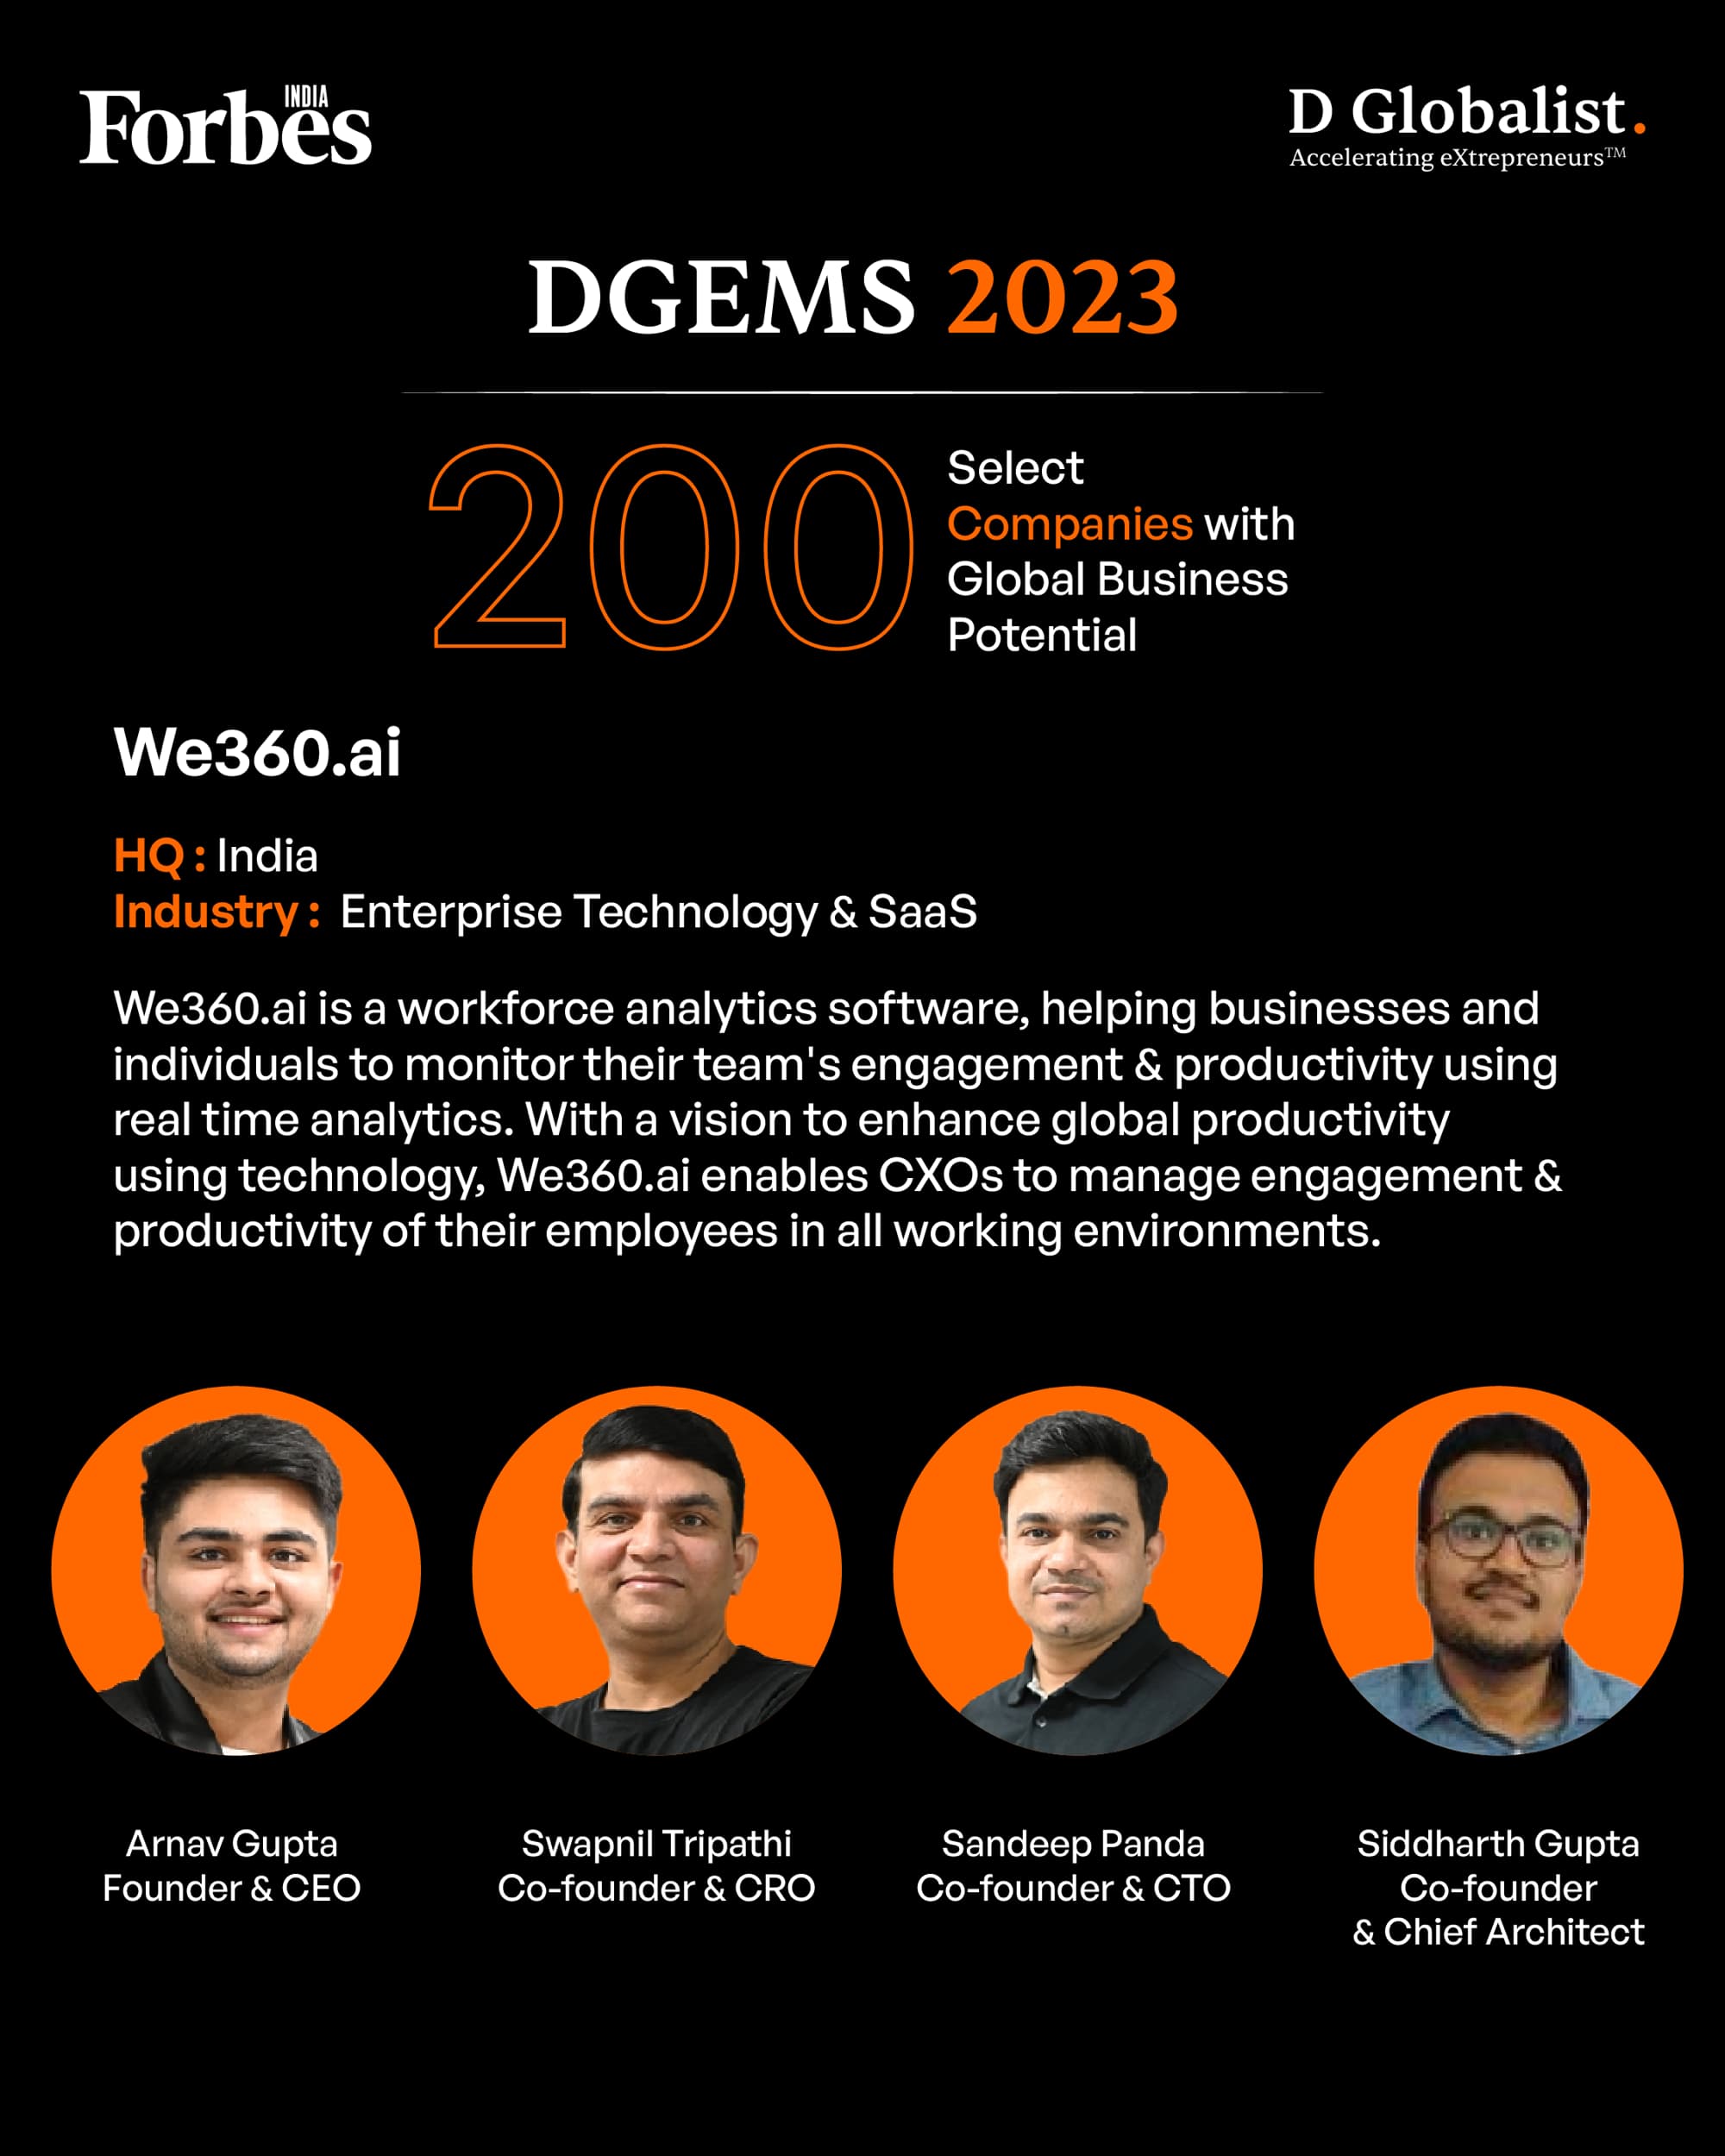 Forbes INDIA
D Globalist.
Accelerating eXtrepreneurs™
DGEMS 2023
200
Select
Companies with
Global Business
Potential
We360.ai
HQ : India
Industry : Enterprise Technology & SaaS
We360.ai is a workforce analytics software, helping businesses and
individuals to monitor their team's engagement & productivity using
real time analytics. With a vision to enhance global productivity
using technology, We360.ai enables CXOs to manage engagement &
productivity of their employees in all working environments.
Arnav Gupta
Founder & CEO
Swapnil Tripathi
Co-founder & CRO
Sandeep Panda
Co-founder & CTO
Siddharth Gupta
Co-founder
& Chief Architect